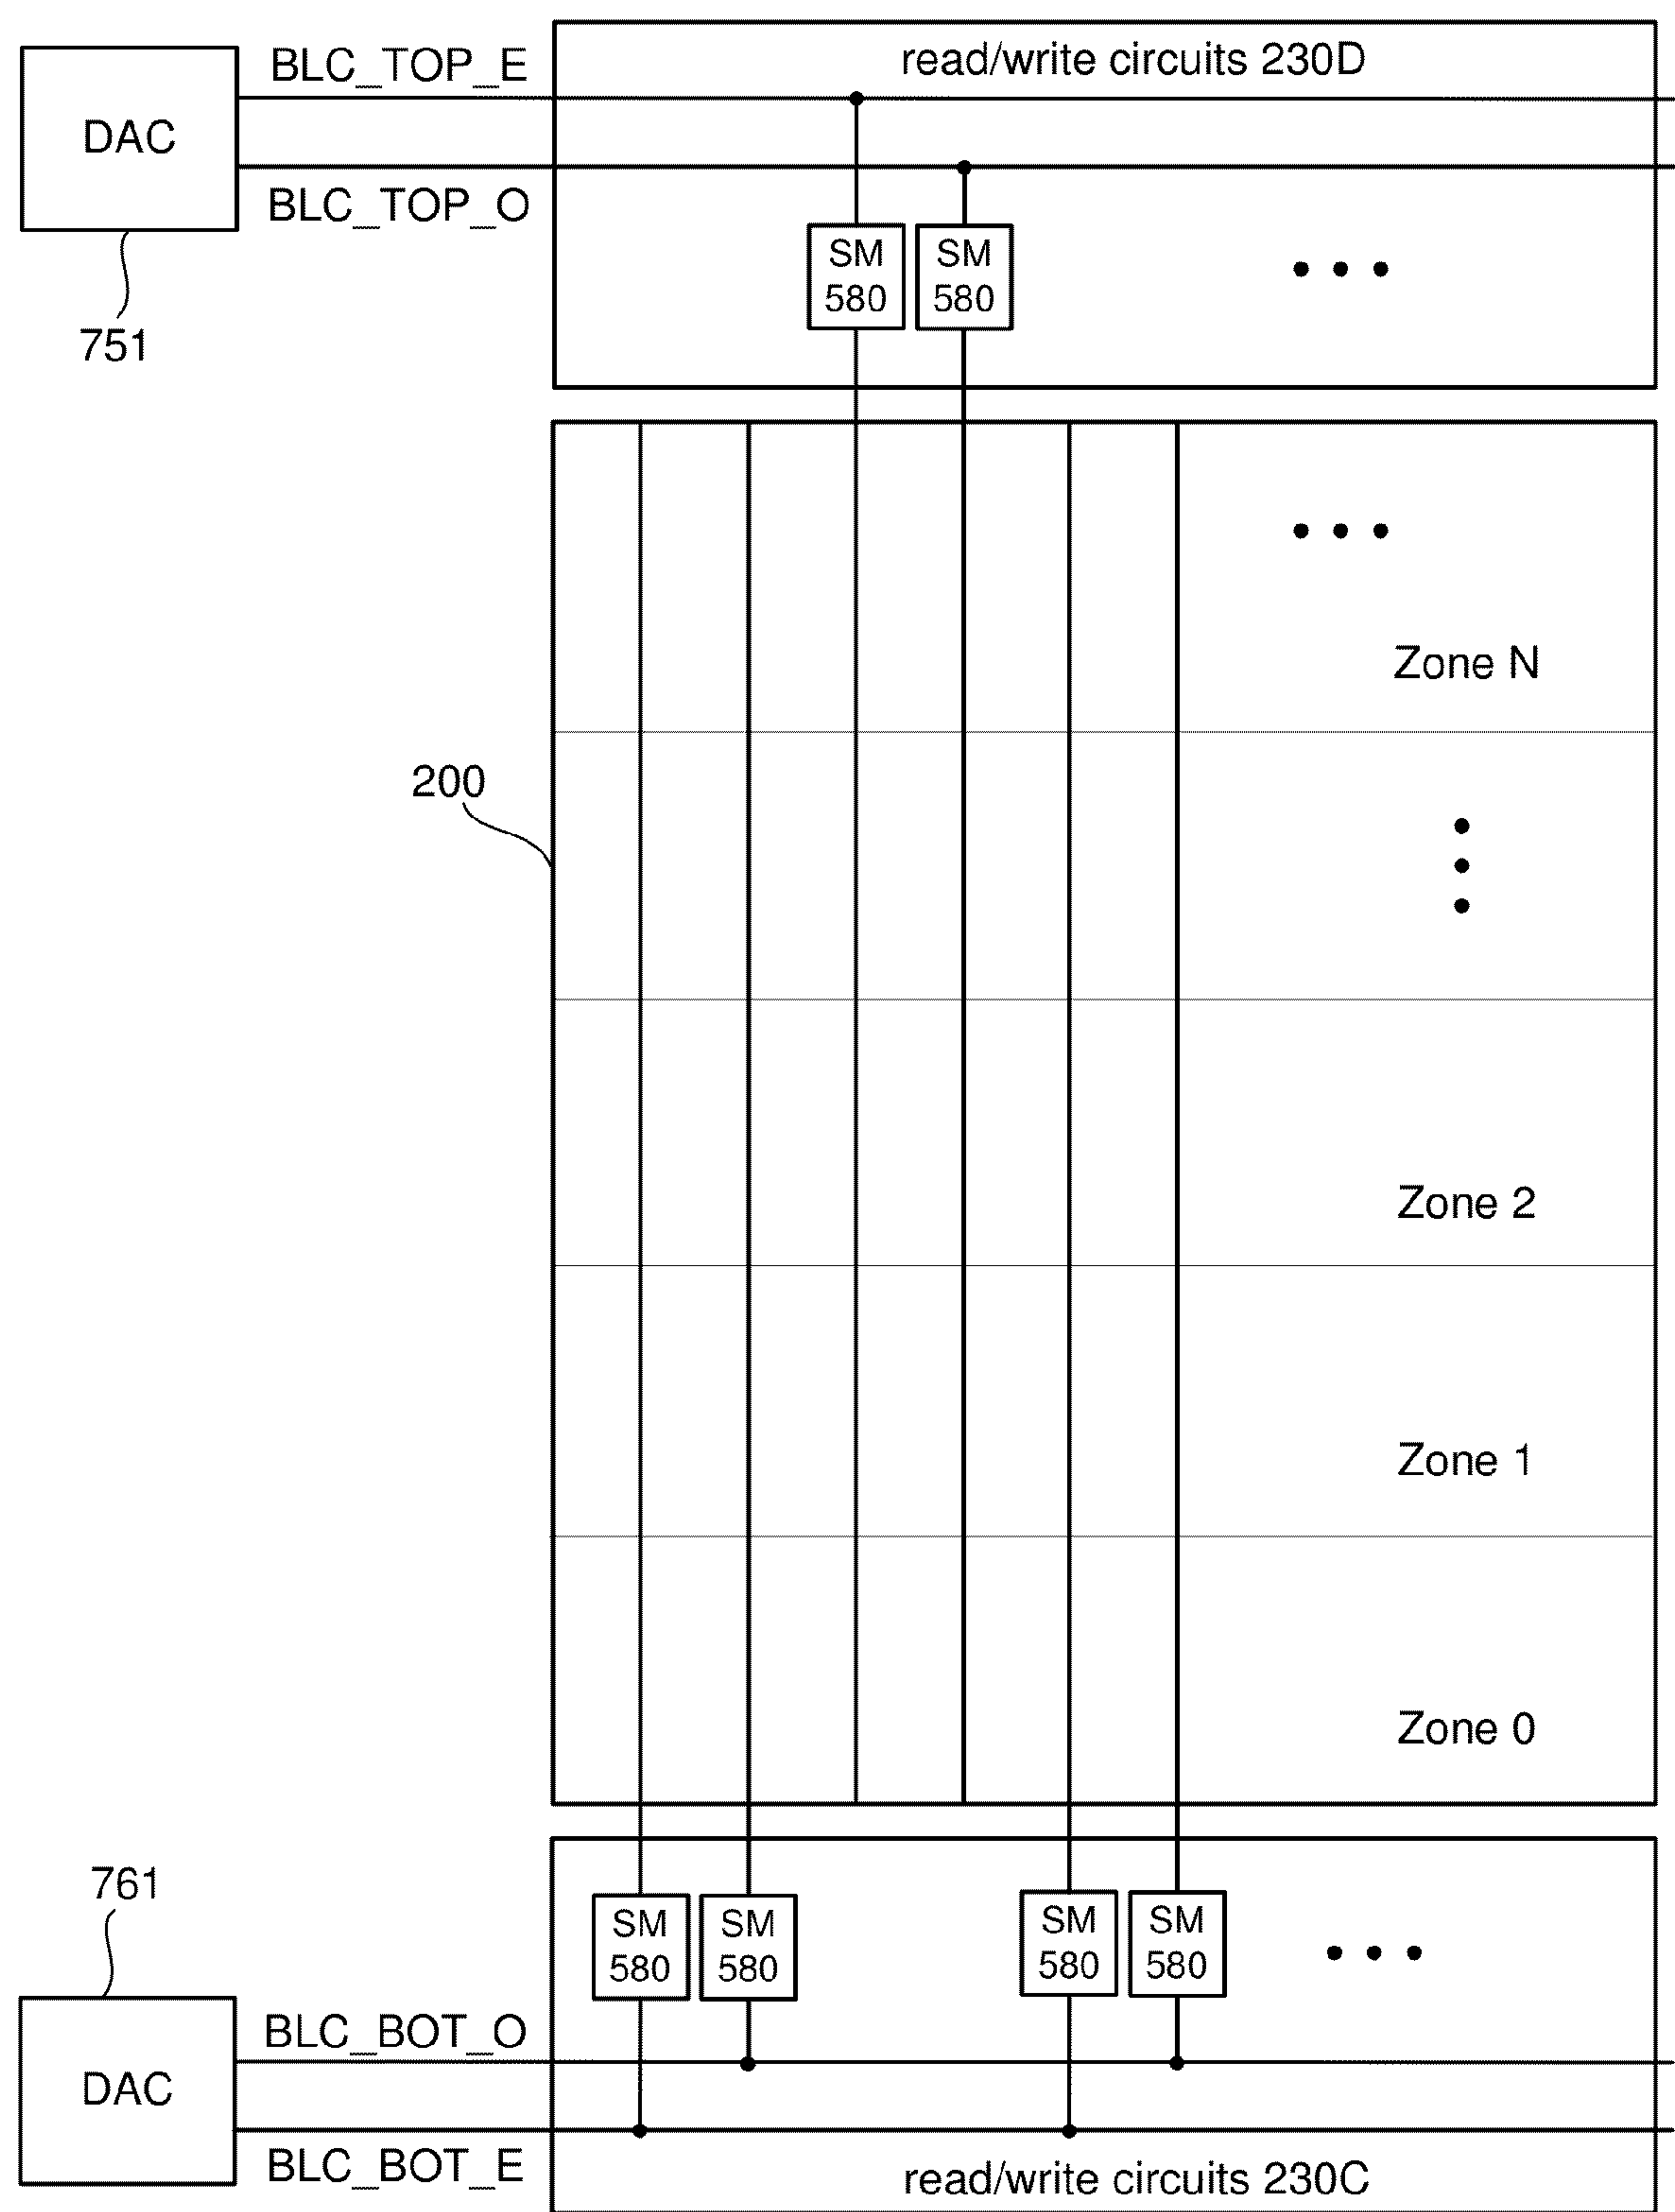 BLC_TOP_E
read/write circuits 230D
DAC
BLC_TOP_O
SM
580
SM
580
751
Zone N
200
Zone 2
Zone 1
Zone 0
761
SM
580
SM
580
SM
580
SM
580
BLC_BOT_O
DAC
BLC_BOT_E
read/write circuits 230C